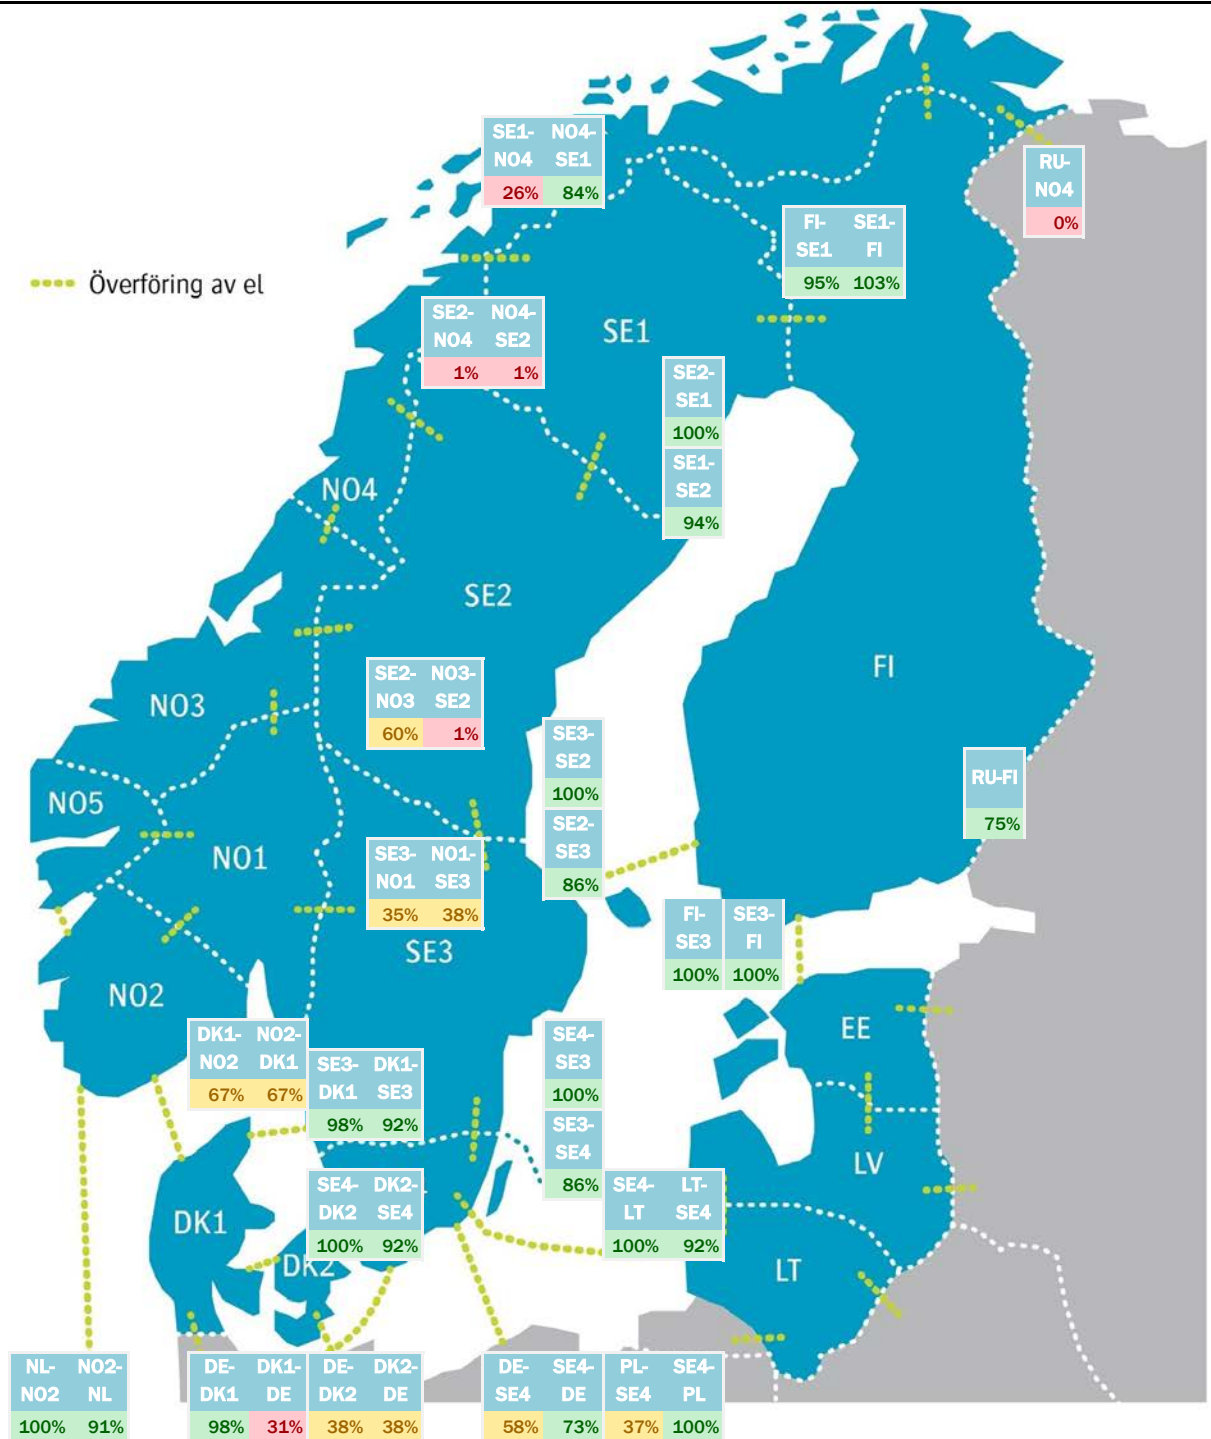 SE1- NO4-
NO4 SE1
26% 84%
RU-
NO4
0%
FI- SE1-
SE1 FI
95% 103%
Överföring av el
SE2- NO4-
NO4 SE2
1% 1%
SE1
SE2-
SE1
100%
SE1-
SE2
94%
NO4
SE2
FI
SE2- NO3-
NO3 SE2
60% 1%
NO3
SE3-
SE2
100%
SE2-
SE3
86%
RU-FI
75%
NO5
NO1
SE3- NO1-
NO1 SE3
35% 38%
FI- SE3-
SE3 FI
100% 100%
SE3
NO2
EE
DK1- NO2-
NO2 DK1
67% 67%
SE3- DK1-
DK1 SE3
98% 92%
SE4-
SE3
100%
SE3-
SE4
86%
LV
SE4- DK2-
DK2 SE4
100% 92%
SE4- LT-
LT SE4
100% 92%
DK1
DK2
LT
NL- NO2-
NO2 NL
100% 91%
DE- DK1-
DK1 DE
98% 31%
DE- DK2-
DK2 DE
38% 38%
DE- SE4-
SE4 DE
58% 73%
PL- SE4-
SE4 PL
37% 100%